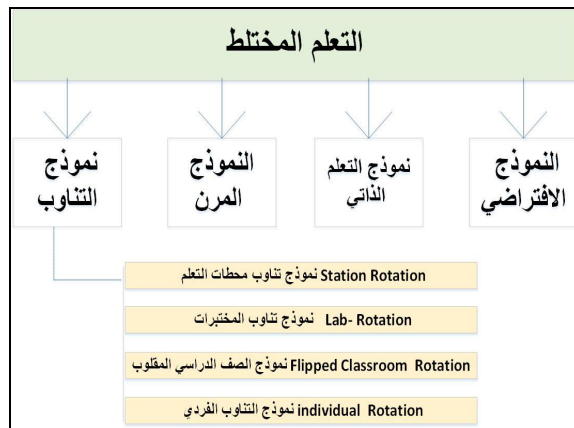 التعلم المختلط
النموذج
الافتراضي
نموذج التعلم
الذاتي
النموذج
المرن
نموذج
التناوب
Station Rotation نموذج تناوب محطات التعلم
Lab- Rotation نموذج تناوب المختبرات
Flipped Classroom Rotation نموذج الصف الدراسي المقلوب
individual Rotation نموذج التناوب الفردي